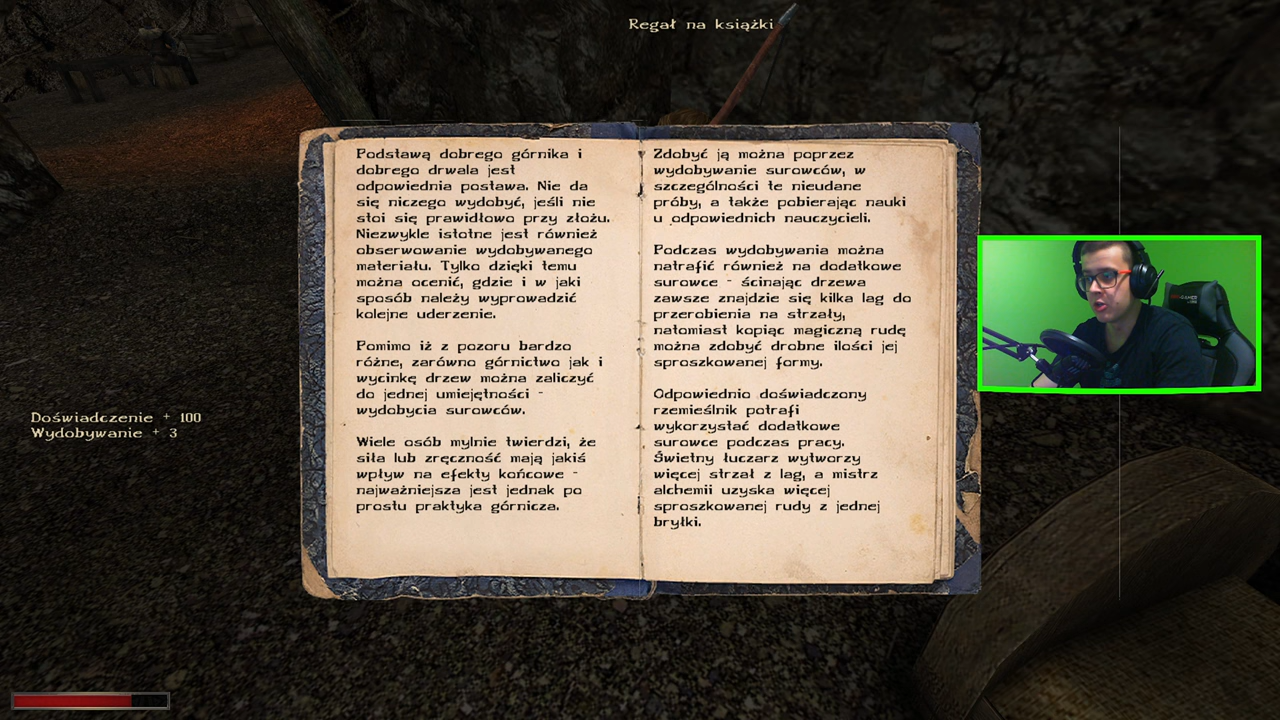 Regał na książki
Podstawą dobrego górnika i
dobrego drwala jest
odpowiednia postawa. Nie da
się niczego wydobyć, jeśli nie
stoi się prawidłowo przy złożu.
Niezwykle istotne jest również
obserwowanie wydobywanego
materiału. Tylko dzięki temu
można ocenić, gdzie i w jaki
sposób należy wyprowadzić
kolejne uderzenie.
Pomimo iż z pozoru bardzo
różne, zarówno górnictwo jak i
wycinkę drzew można zaliczyć
do jednej umiejętności -
wydobycia surowców.
Wiele osób mylnie twierdzi, że
siła lub zręczność mają jakiś
wpływ na efekty końcowe -
najważniejsza jest jednak po
prostu praktyka górnicza.
Zdobyć ją można poprzez
wydobywanie surowców, w
szczególności te nieudane
próby, a także pobierając nauki
u odpowiednich nauczycieli.
Podczas wydobywania można
natrafić również na dodatkowe
surowce - ścinając drzewa
zawsze znajdzie się kilka lag do
przerobienia na strzały,
natomiast kopiąc magiczną rudę
można zdobyć drobne ilości jej
sproszkowanej formy.
Odpowiednio doświadczony
rzemieślnik potrafi
wykorzystać dodatkowe
surowce podczas pracy.
Świetny łuczarz wytworzy
więcej strzał z lag, a mistrz
alchemii uzyska więcej
sproszkowanej rudy z jednej
bryłki.
Doświadczenie + 100
Wydobywanie + 3